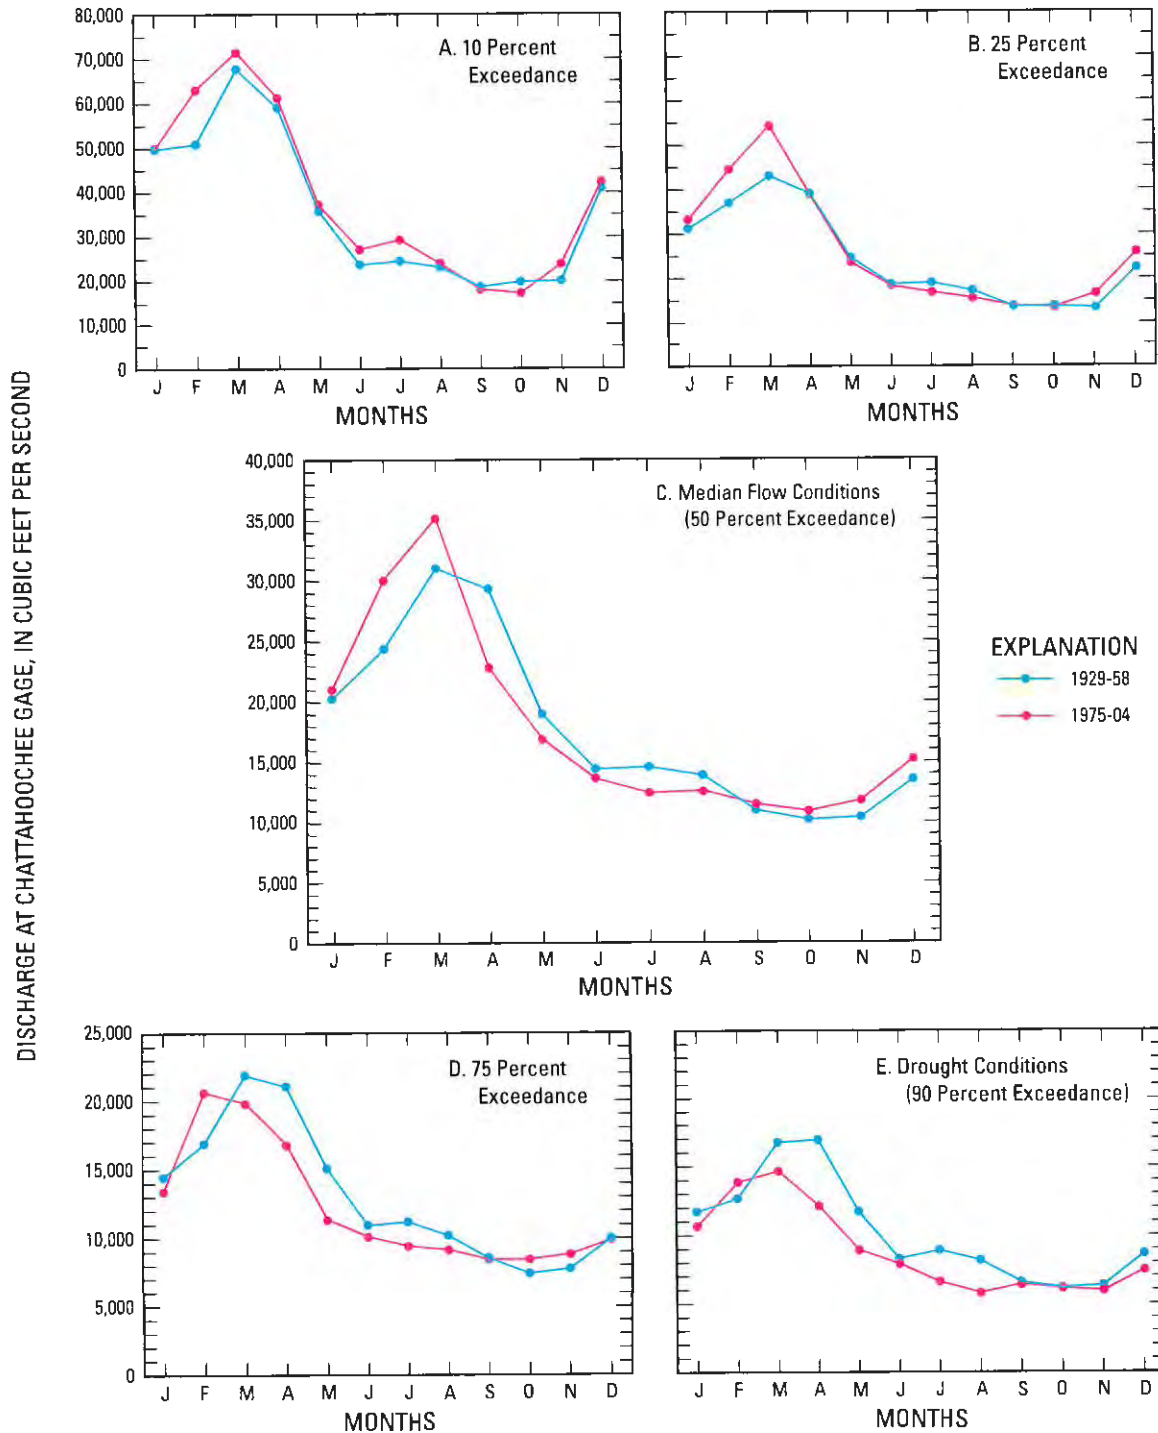 DISCHARGE AT CHATTAHOOCHEE GAGE, IN CUBIC FEET PER SECOND
A. 10 Percent
Exceedance
80,000
70,000
60,000
50,000
40,000
30,000
20,000
10,000
0
J F M A M J J A S O N D
MONTHS
B. 25 Percent
Exceedance
J F M A M J J A S O N D
MONTHS
C. Median Flow Conditions
(50 Percent Exceedance)
40,000
35,000
30,000
25,000
20,000
15,000
10,000
5,000
0
J F M A M J J A S O N D
MONTHS
EXPLANATION
1929-58
1975-04
D. 75 Percent
Exceedance
25,000
20,000
15,000
10,000
5,000
0
J F M A M J J A S O N D
MONTHS
E. Drought Conditions
(90 Percent Exceedance)
J F M A M J J A S O N D
MONTHS